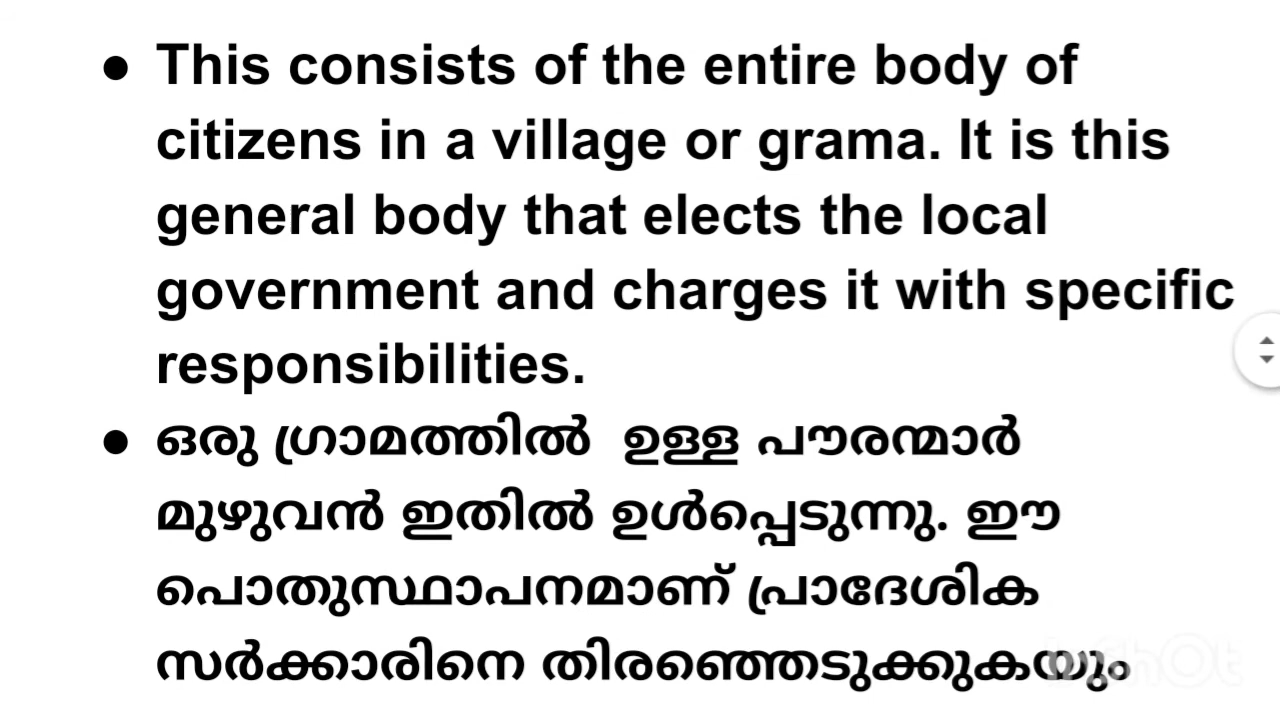 • This consists of the entire body of
citizens in a village or grama. It is this
general body that elects the local
government and charges it with specific
responsibilities.
• ഒരു ഗ്രാമത്തിൽ ഉള്ള പൗരന്മാർ
മുഴുവൻ ഇതിൽ ഉൾപ്പെടുന്നു. ഈ
പൊതുസ്ഥാപനമാണ് പ്രാദേശിക
സർക്കാരിനെ തിരഞ്ഞെടുക്കുകയും